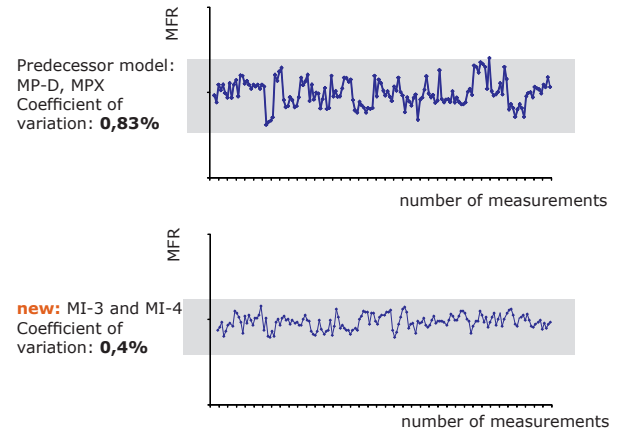 MFR
Predecessor model:
MP-D, MPX
Coefficient of
variation: 0,83%
number of measurements
MFR
new: MI-3 and MI-4
Coefficient of
variation: 0,4%
number of measurements